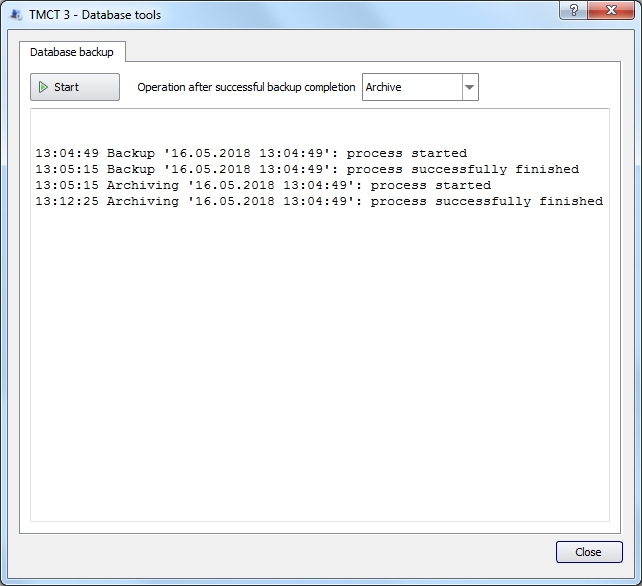 TMCT 3 - Database tools
?
Database backup
Start Operation after successful backup completion Archive
13:04:49 Backup '16.05.2018 13:04:49': process started
13:05:15 Backup '16.05.2018 13:04:49': process successfully finished
13:05:15 Archiving '16.05.2018 13:04:49': process started
13:12:25 Archiving '16.05.2018 13:04:49': process successfully finished
Close